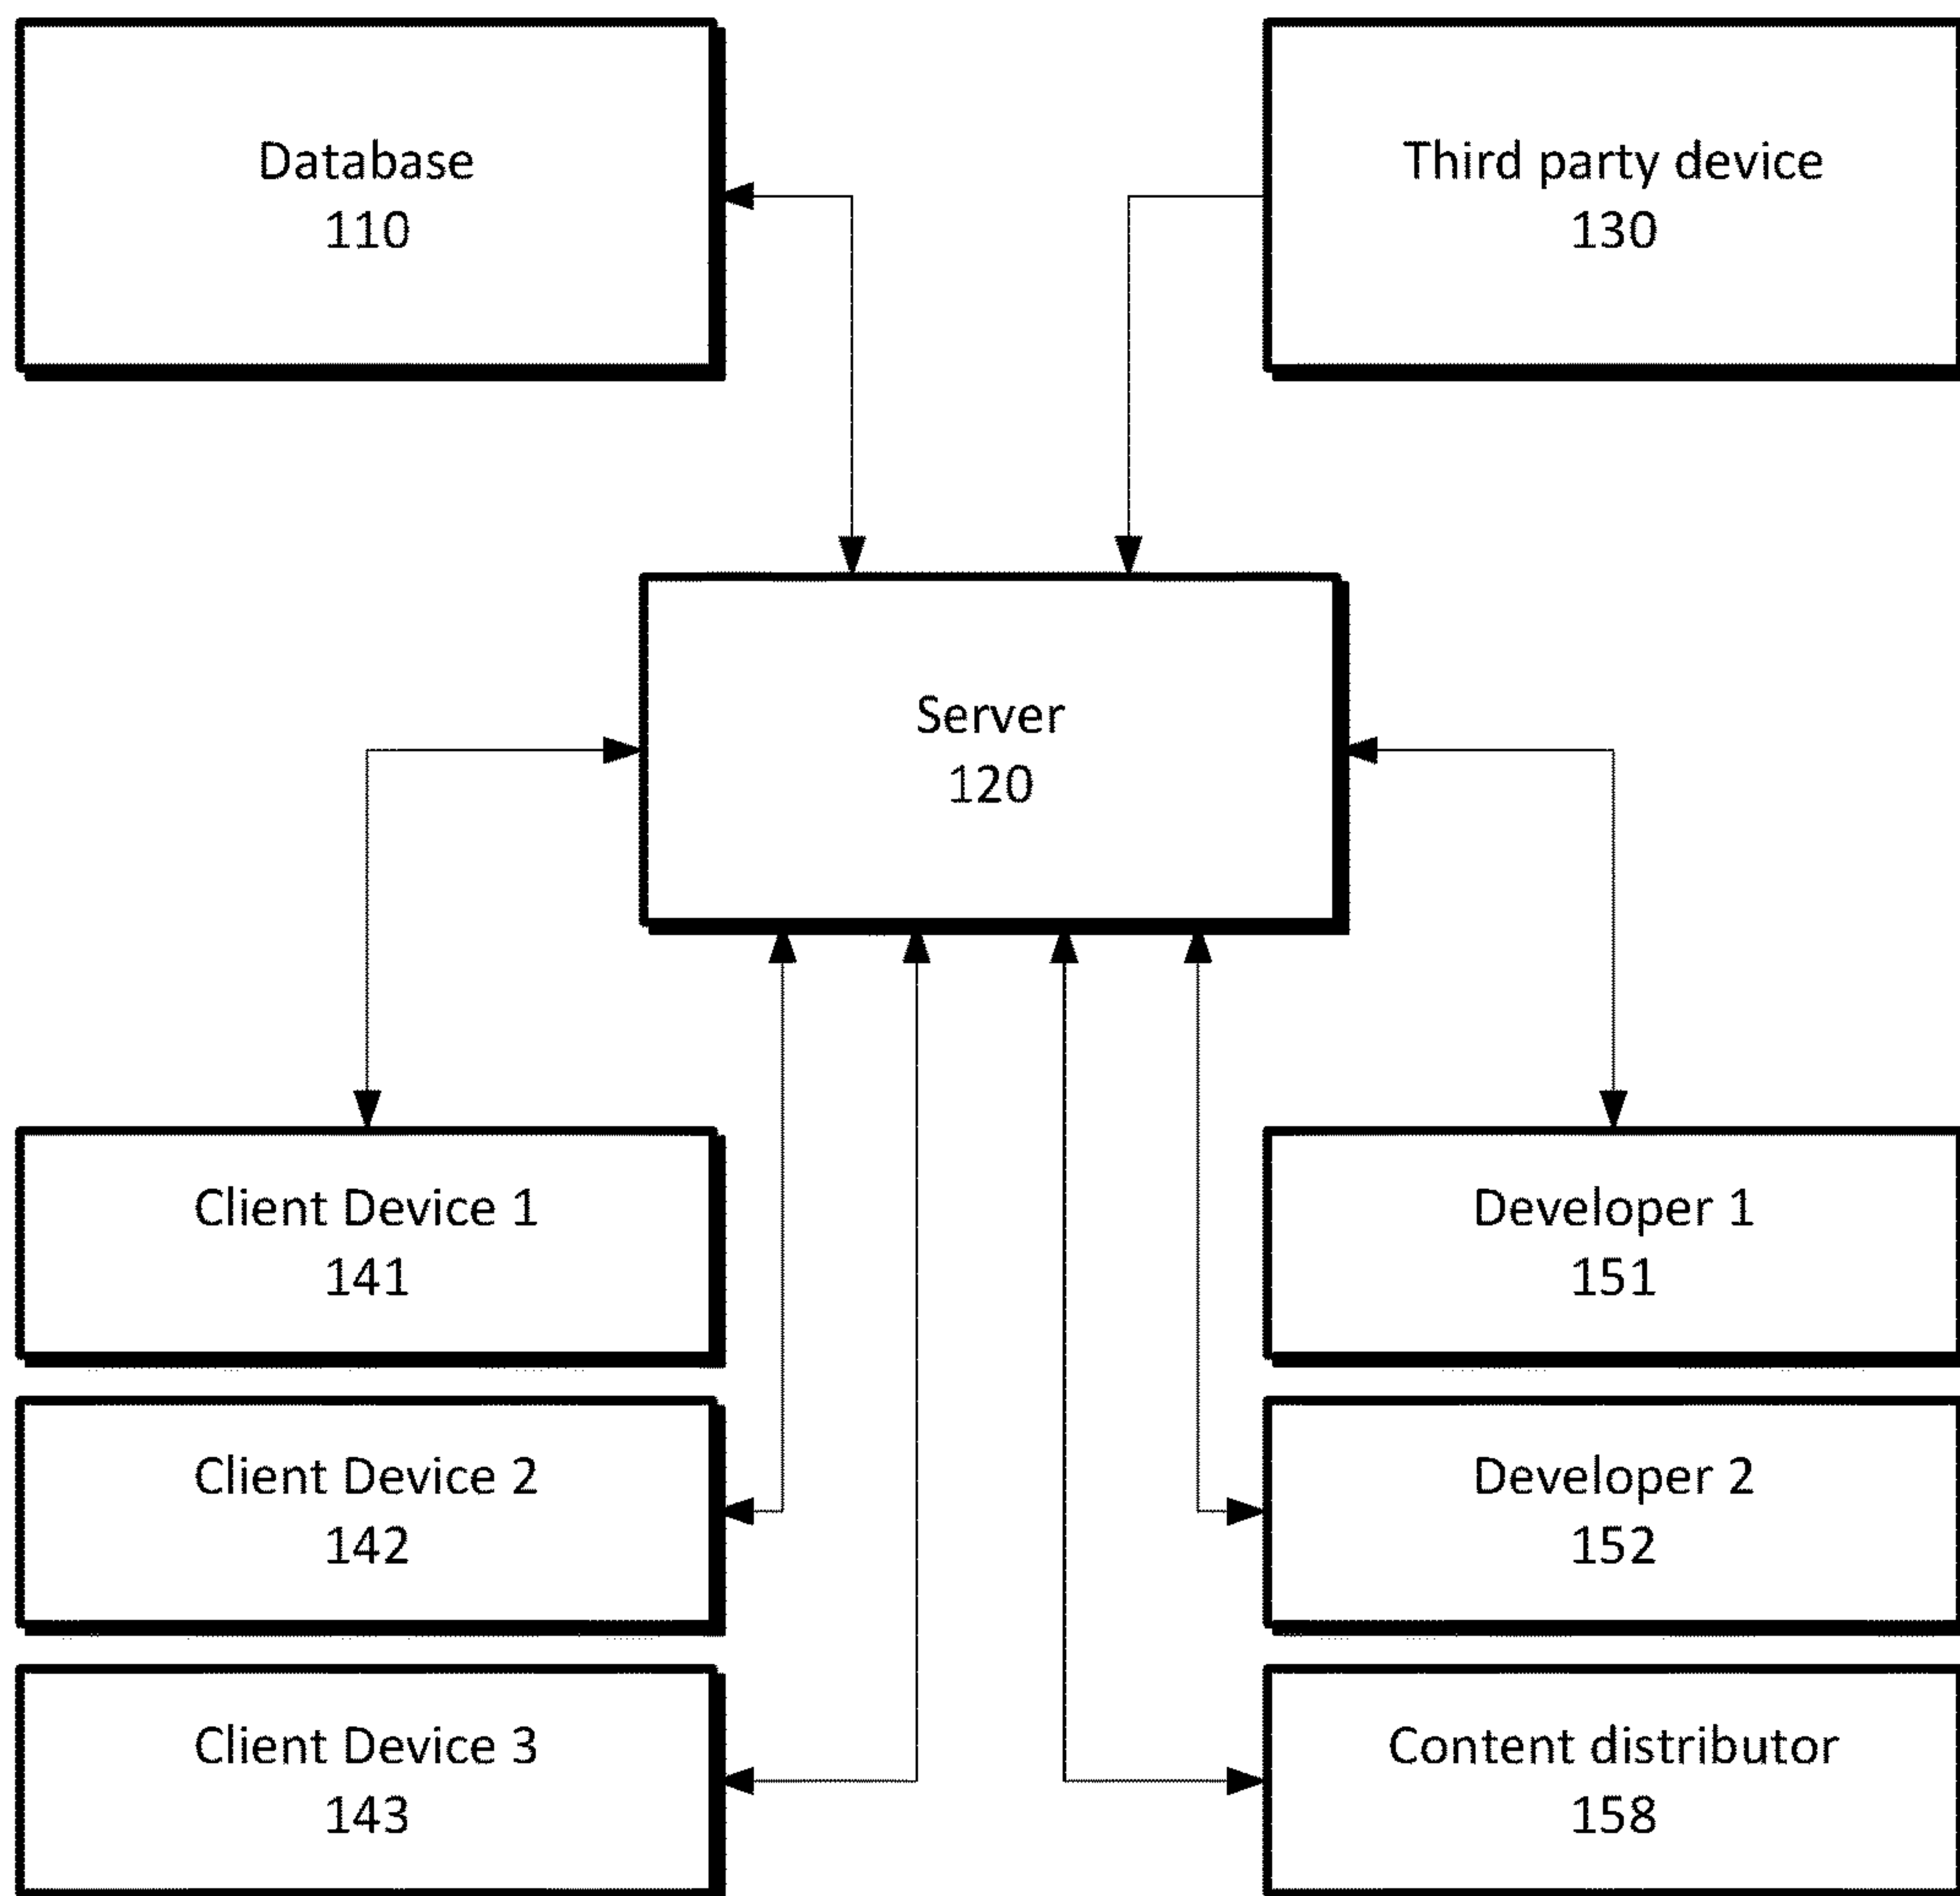 Database
110
Third party device
130
Server
120
Client Device 1
141
Developer 1
151
Client Device 2
142
Developer 2
152
Client Device 3
143
Content distributor
158